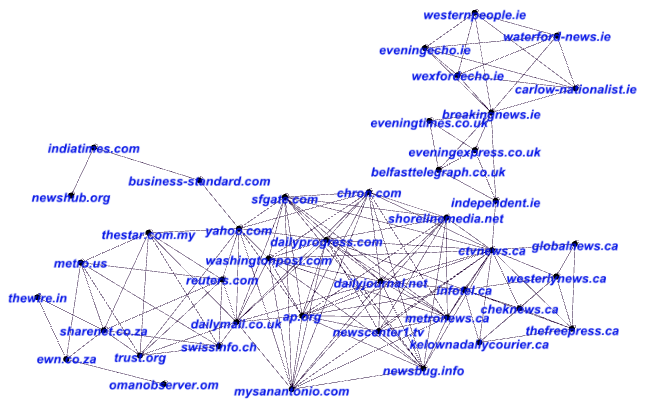 westernpeople.ie
waterford-news.ie
eveningecho.ie
wexfordecho.ie
carlow-nationalist.ie
breakingnews.ie
eveningtimes.co.uk
indiatimes.com
eveningexpress.co.uk
belfasttelegraph.co.uk
business-standard.com
newshub.org
chron.com
sfgate.com
independent.ie
shorelinemedia.net
thestar.com.my
yahoo.com
dailyprogress.com
ctvnews.ca
globalnews.ca
metro.us
washingtonpost.com
reuters.com
dailyjournal.net
infotel.ca
westerlynews.ca
thewire.in
cheknews.ca
ap.org
metronews.ca
dailymail.co.uk
sharenet.co.za
newscenter1.tv
thefreepress.ca
kelownadailycourier.ca
swissinfo.ch
ewn.co.za
trust.org
newsbug.info
omanobserver.om
mysanantonio.com